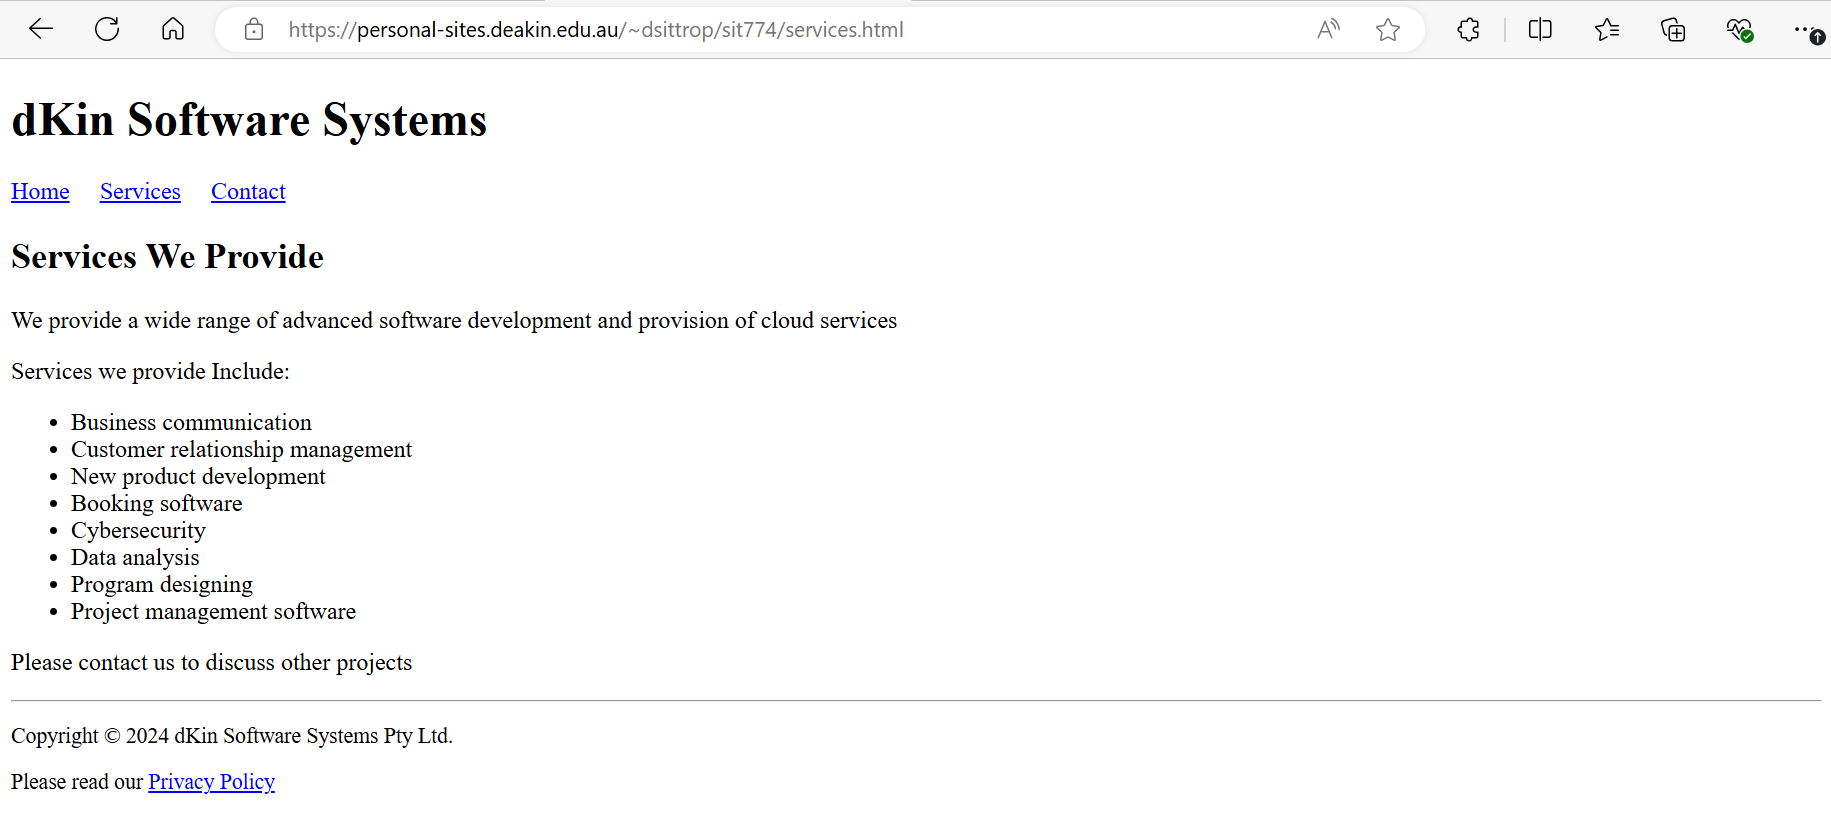 https://personal-sites.deakin.edu.au/~dsittrop/sit774/services.html
dKin Software Systems
Home Services Contact
Services We Provide
We provide a wide range of advanced software development and provision of cloud services
Services we provide Include:
• Business communication
• Customer relationship management
• New product development
• Booking software
• Cybersecurity
• Data analysis
• Program designing
• Project management software
Please contact us to discuss other projects
Copyright © 2024 dKin Software Systems Pty Ltd.
Please read our Privacy Policy